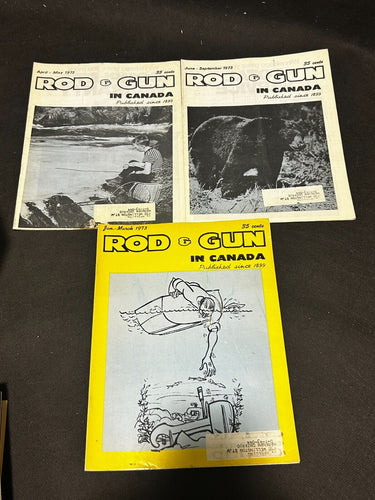 April - May 1973
35 cents
ROD & GUN
IN CANADA
Published since 1899
June - September 1973
35 cents
ROD & GUN
IN CANADA
Published since 1899
Jan.-March 1973
35 cents
ROD & GUN
IN CANADA
Published since 1899